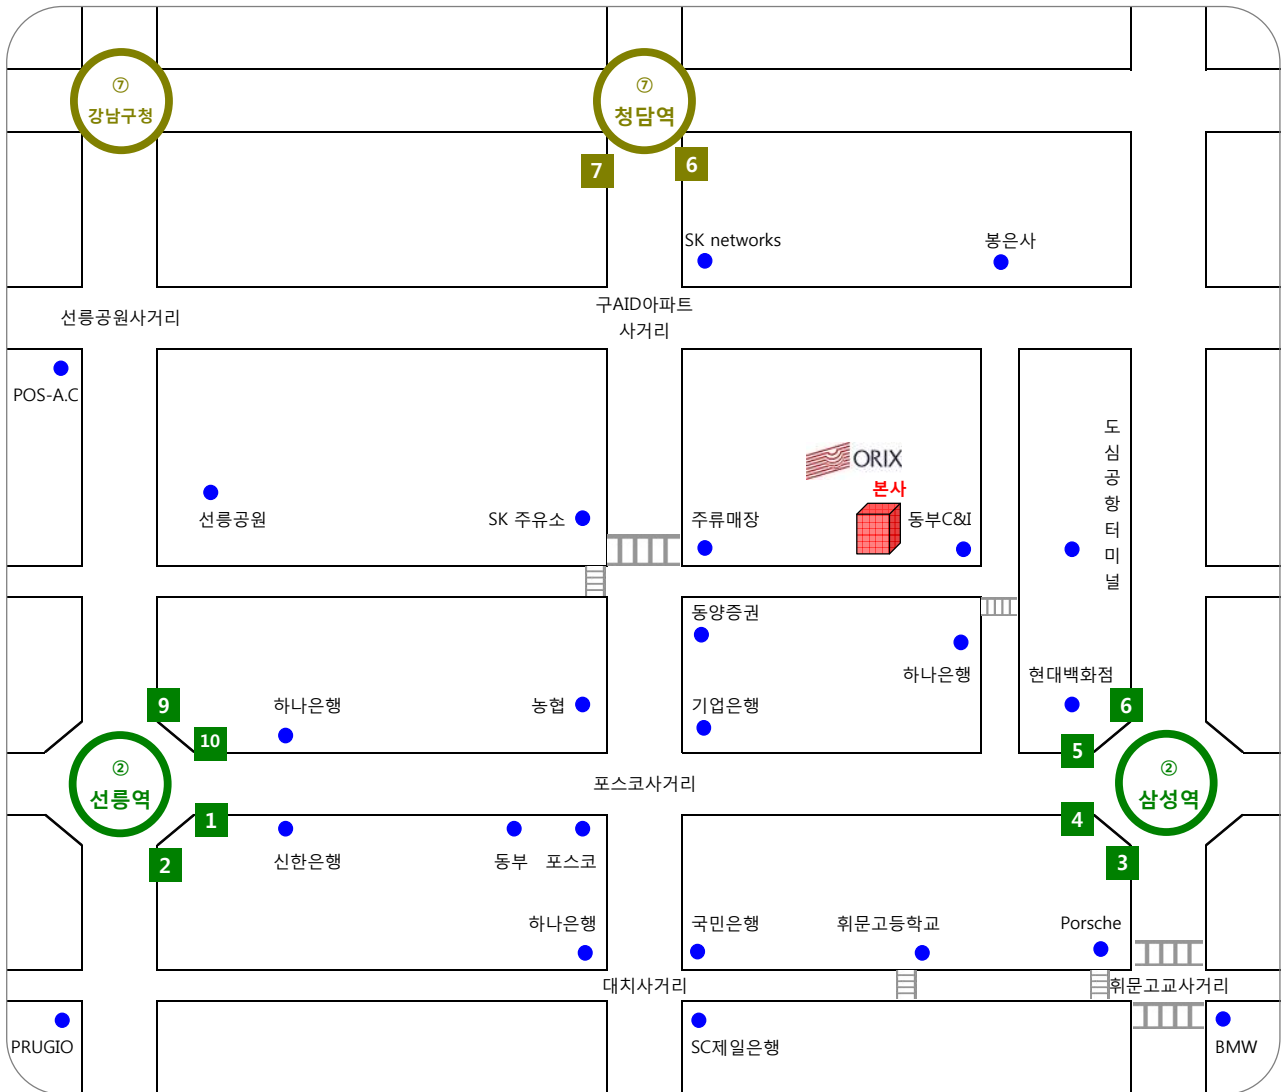 ⑦
강남구청
⑦
청담역
7
6
SK networks
봉은사
선릉공원사거리
구AID아파트
사거리
POS-A.C
도심공항터미널
ORIX
본사
선릉공원
SK 주유소
주류매장
동부C&I
동양증권
하나은행
현대백화점
9
10
하나은행
농협
기업은행
6
5
②
선릉역
포스코사거리
②
삼성역
1
2
4
3
신한은행
동부
포스코
하나은행
국민은행
휘문고등학교
Porsche
대치사거리
휘문고교사거리
PRUGIO
SC제일은행
BMW